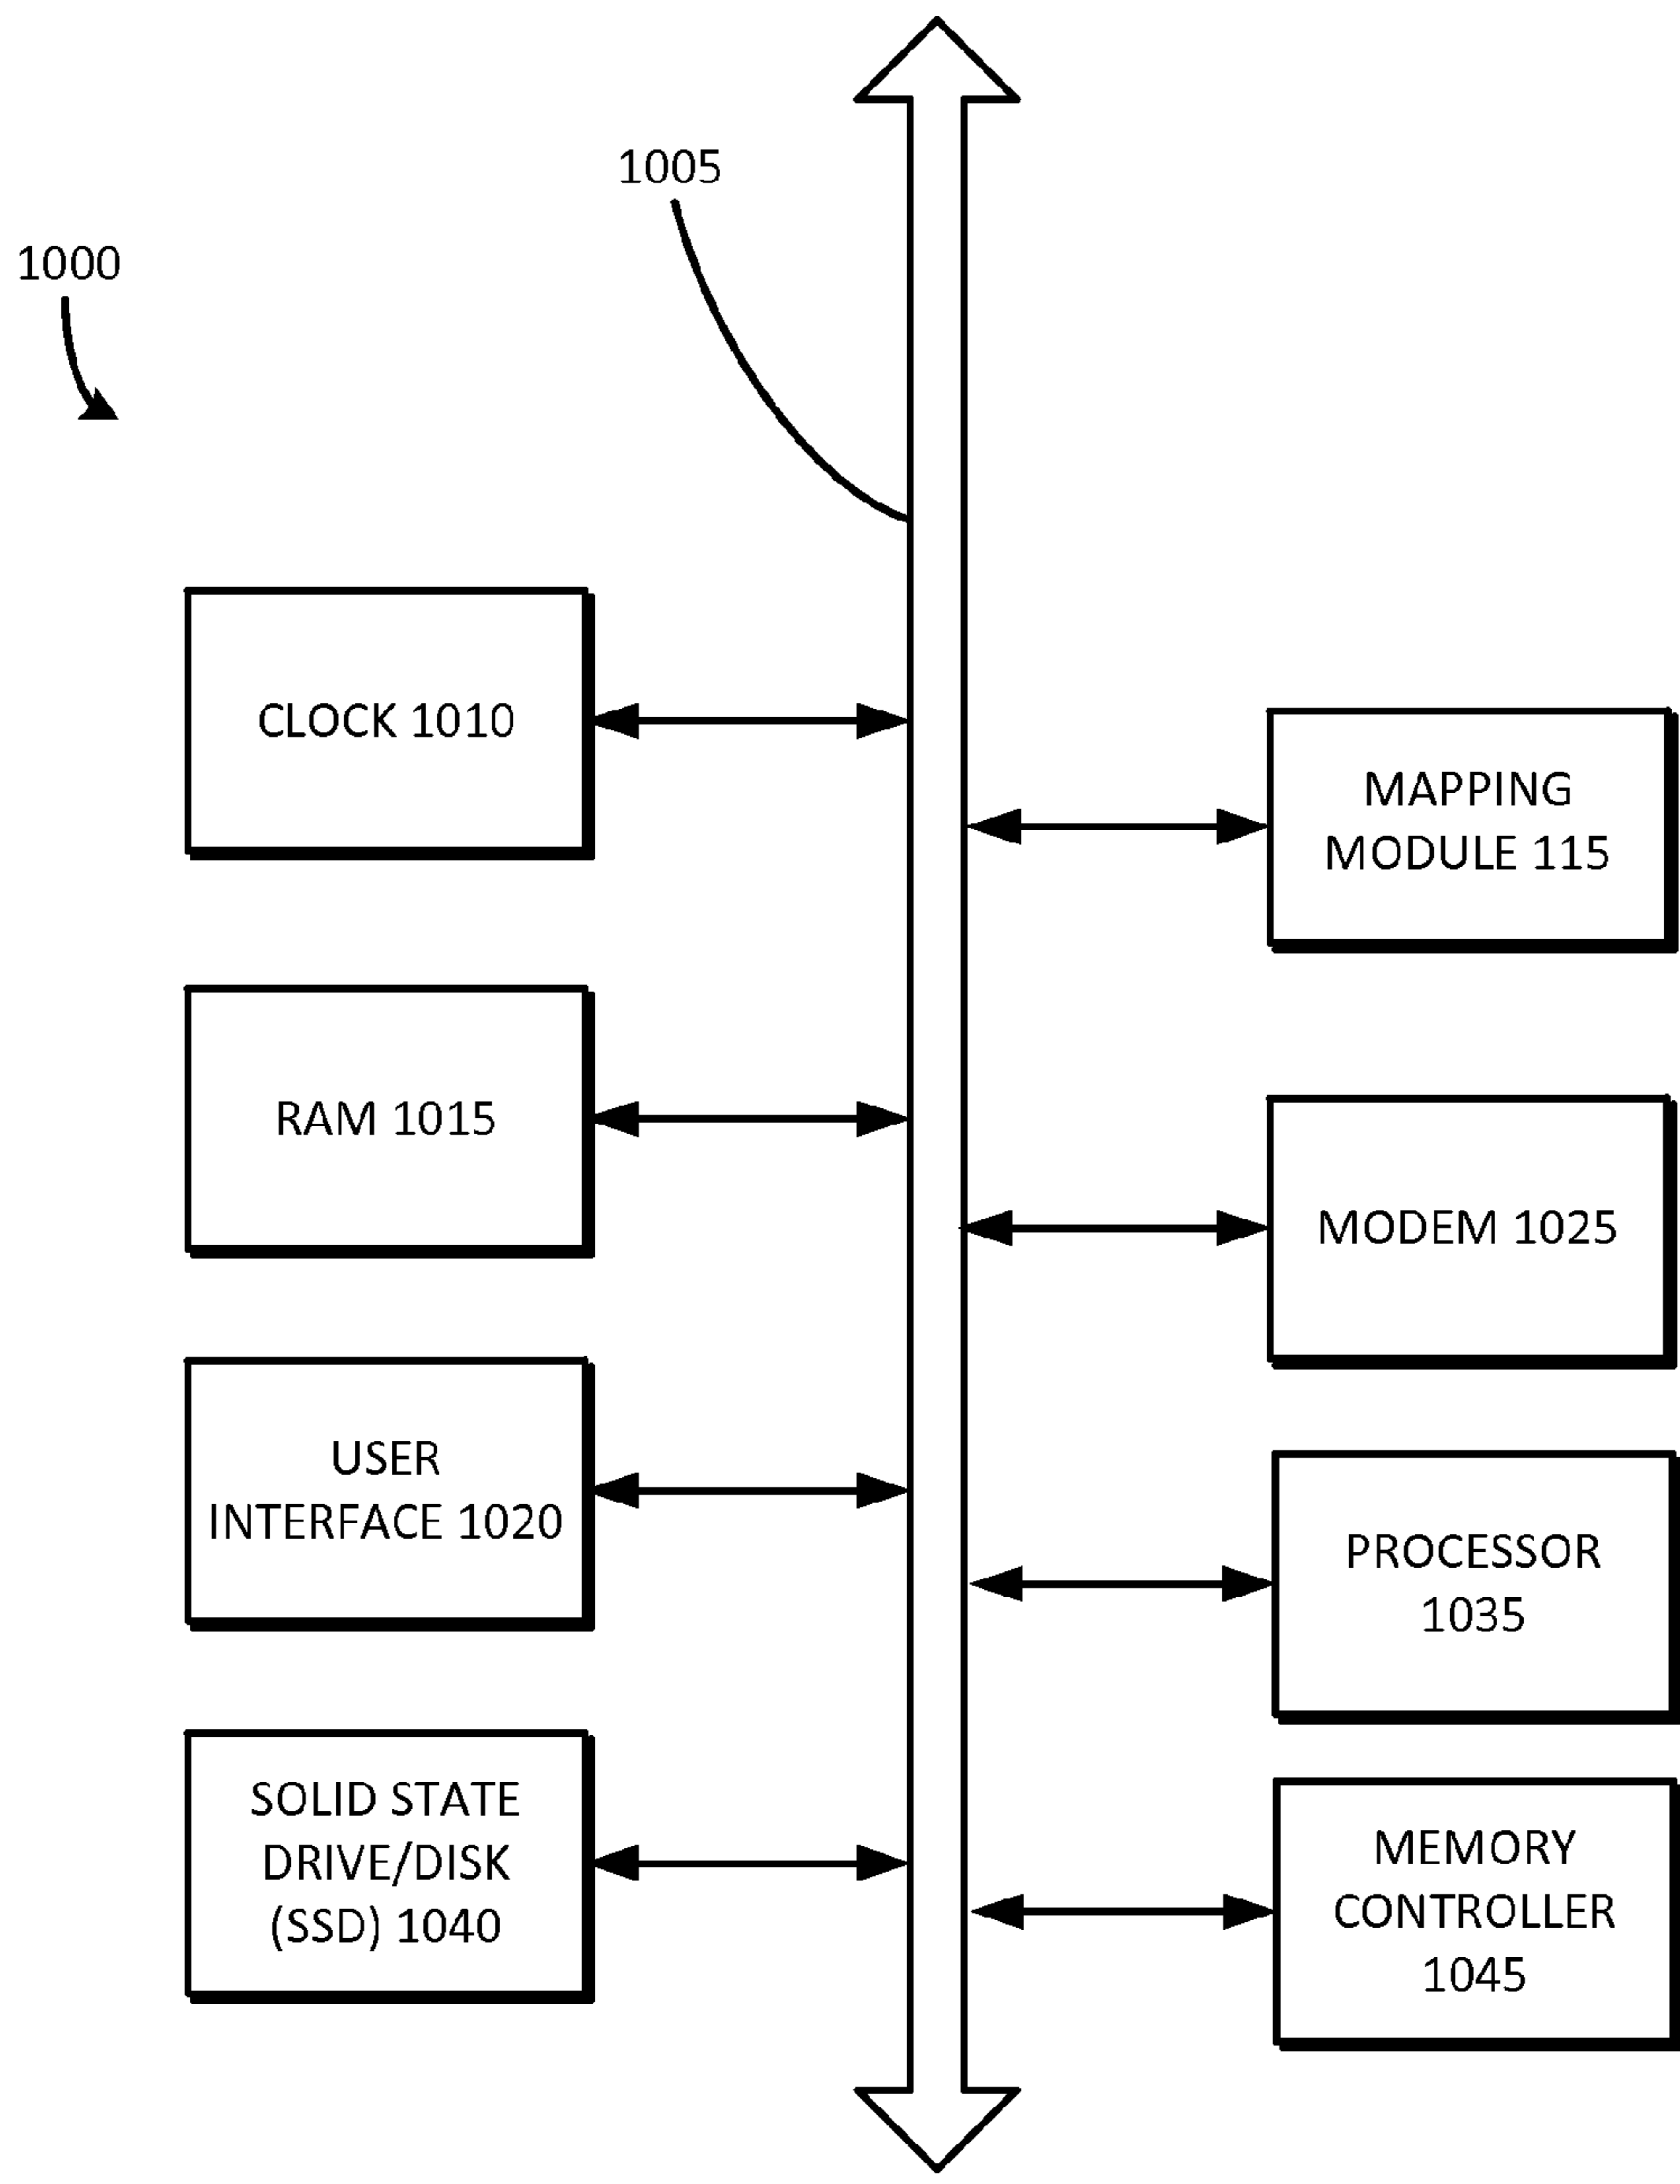 1005
1000
CLOCK 1010
MAPPING
MODULE 115
RAM 1015
MODEM 1025
USER
INTERFACE 1020
PROCESSOR
1035
SOLID STATE
DRIVE/DISK
(SSD) 1040
MEMORY
CONTROLLER
1045